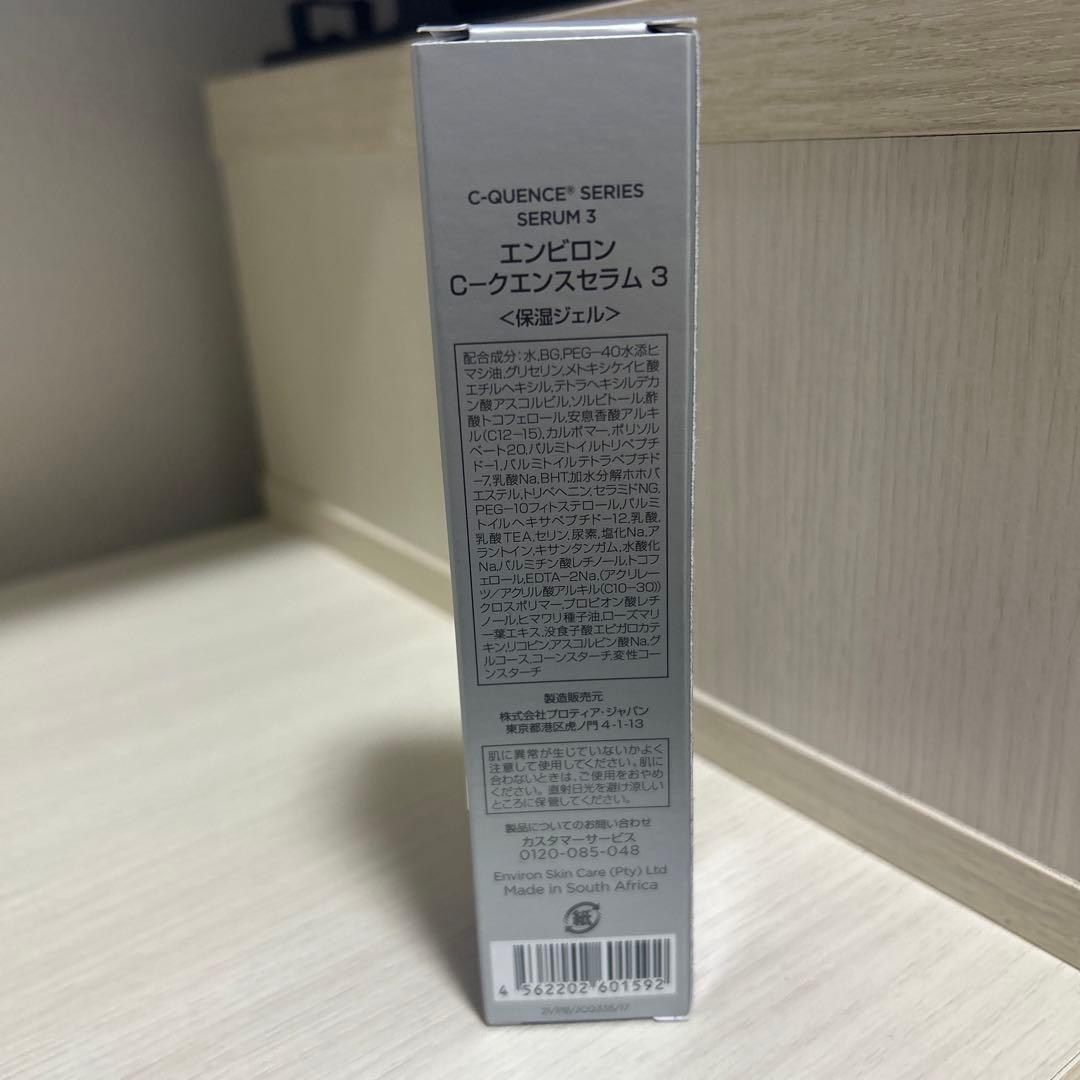 C-QUENCE® SERIES
SERUM 3
エンビロン
C-クエンスセラム 3
<保湿ジェル>
配合成分:水,BG,PEG-40水添ヒ
マシ油,グリセリン,メトキシケイヒ酸
エチルヘキシル,テトラヘキシルデカ
ン酸アスコルビル,ソルビトール,酢
酸トコフェロール,安息香酸アルキ
ル(C12-15),カルボマー,ポリソル
ベート20,パルミトイルトリペプチ
ド-1,パルミトイルテトラペプチド
-7,乳酸Na,BHT,加水分解ホホバ
エステル,トリベヘニン,セラミドNG,
PEG-10フィトステロール,パルミ
トイルヘキサペプチド-12,乳酸,
乳酸TEA,セリン,尿素,塩化Na,ア
ラントイン,キサンタンガム,水酸化
Na,パルミチン酸レチノール,トコフ
ェロール,EDTA-2Na,(アクリレー
ツ/アクリル酸アルキル(C10-30))
クロスポリマー,プロピオン酸レチ
ノール,ヒマワリ種子油,ローズマリ
ー葉エキス,没食子酸エピガロカテ
キン,リコピン,アスコルビン酸Na,グ
ルコース,コーンスターチ,変性コー
ンスターチ
製造販売元
株式会社プロティア・ジャパン
東京都港区虎ノ門 4-1-13
肌に異常が生じていないかよく
注意して使用してください。肌に
合わないときは、ご使用をおやめ
ください。直射日光を避け涼しい
ところに保管してください。
製品についてのお問い合わせ
カスタマーサービス
0120-085-048
Environ Skin Care (Pty) Ltd
Made in South Africa
紙
4 562202 601592